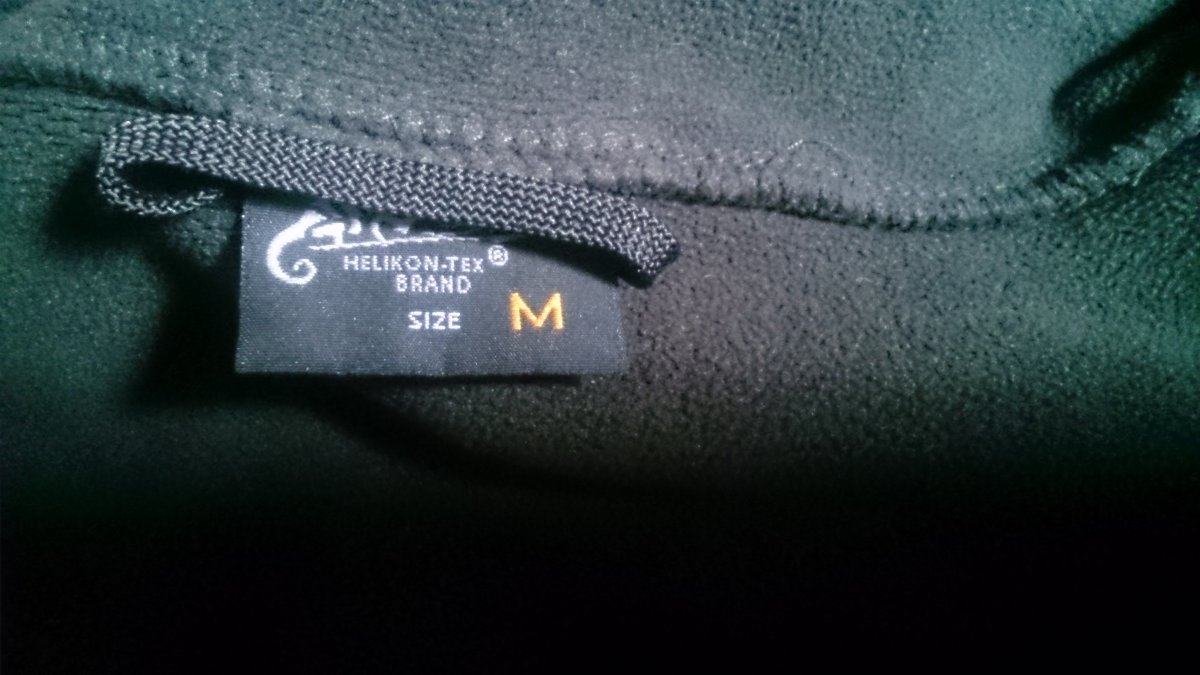 HELIKON-TEX®
BRAND
SIZE M